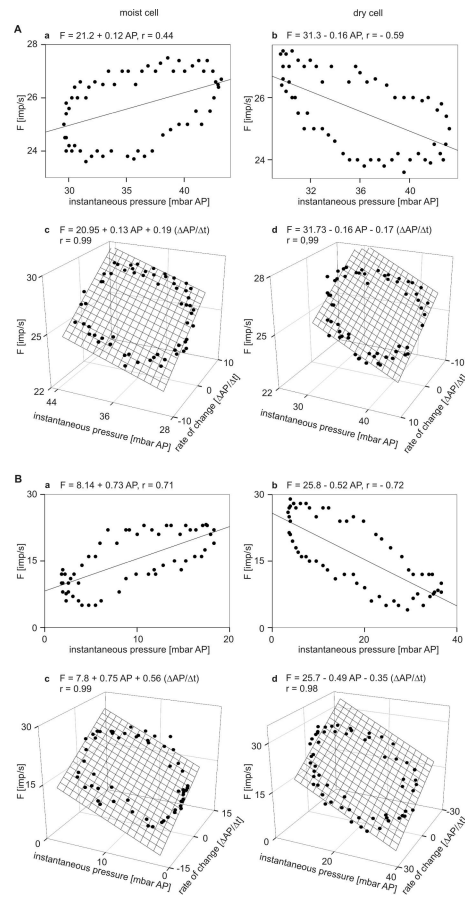 moist cell
dry cell
A
a F = 21.2 + 0.12 AP, r = 0.44
28
26
24
F [imp/s]
30
35
40
instantaneous pressure [mbar AP]
b F = 31.3 - 0.16 AP, r = - 0.59
26
24
F [imp/s]
32
36
40
instantaneous pressure [mbar AP]
c F = 20.95 + 0.13 AP + 0.19 (ΔAP/Δt)
r = 0.99
30
25
22
F [imp/s]
44
36
28
instantaneous pressure [mbar AP]
-10
0
10
rate of change [ΔAP/Δt]
d F = 31.73 - 0.16 AP - 0.17 (ΔAP/Δt)
r = 0,99
28
25
22
F [imp/s]
30
40
instantaneous pressure [mbar AP]
10
0
-10
rate of change [ΔAP/Δt]
B
a F = 8.14 + 0.73 AP, r = 0.71
30
15
0
F [imp/s]
0
10
20
instantaneous pressure [mbar AP]
b F = 25.8 - 0.52 AP, r = - 0.72
30
15
0
F [imp/s]
0
20
40
instantaneous pressure [mbar AP]
c F = 7.8 + 0.75 AP + 0.56 (ΔAP/Δt)
r = 0.99
30
15
0
F [imp/s]
10
0
instantaneous pressure [mbar AP]
-15
0
15
rate of change [ΔAP/Δt]
d F = 25.7 - 0.49 AP - 0.35 (ΔAP/Δt)
r = 0.98
30
15
0
F [imp/s]
20
40
instantaneous pressure [mbar AP]
30
0
-30
rate of change [ΔAP/Δt]